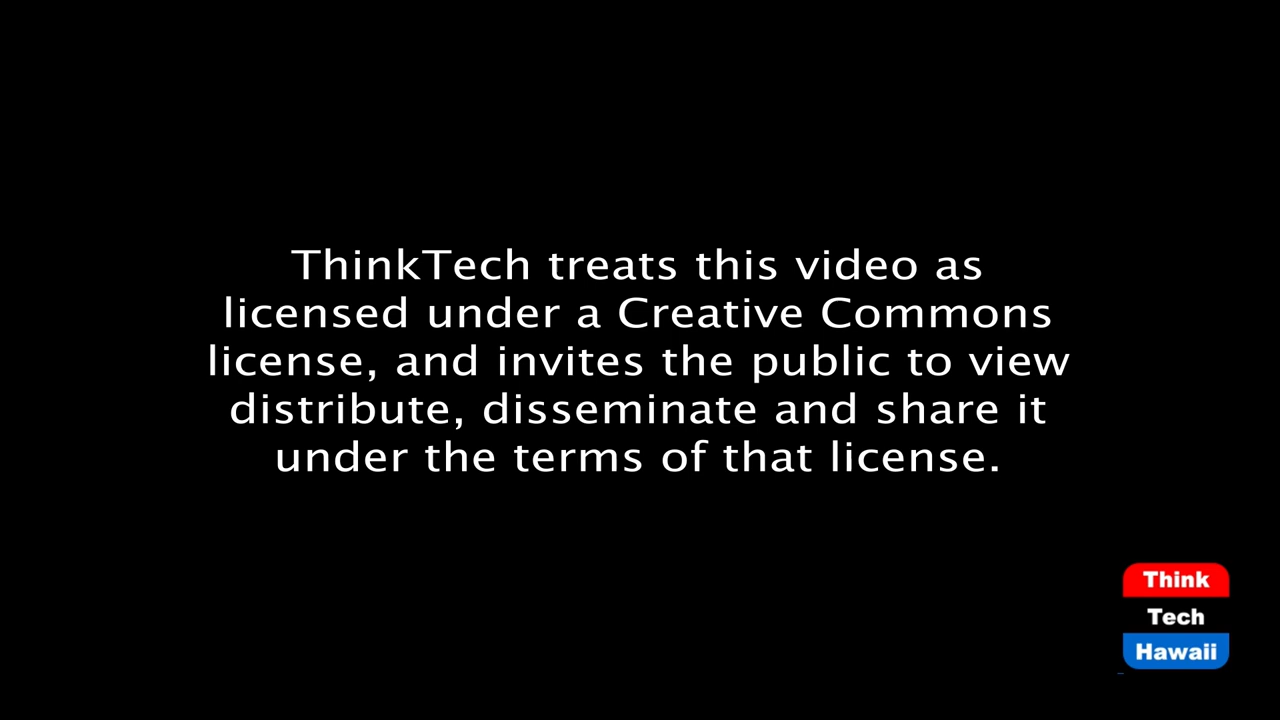 ThinkTech treats this video as
licensed under a Creative Commons
license, and invites the public to view
distribute, disseminate and share it
under the terms of that license.
Think
Tech
Hawaii